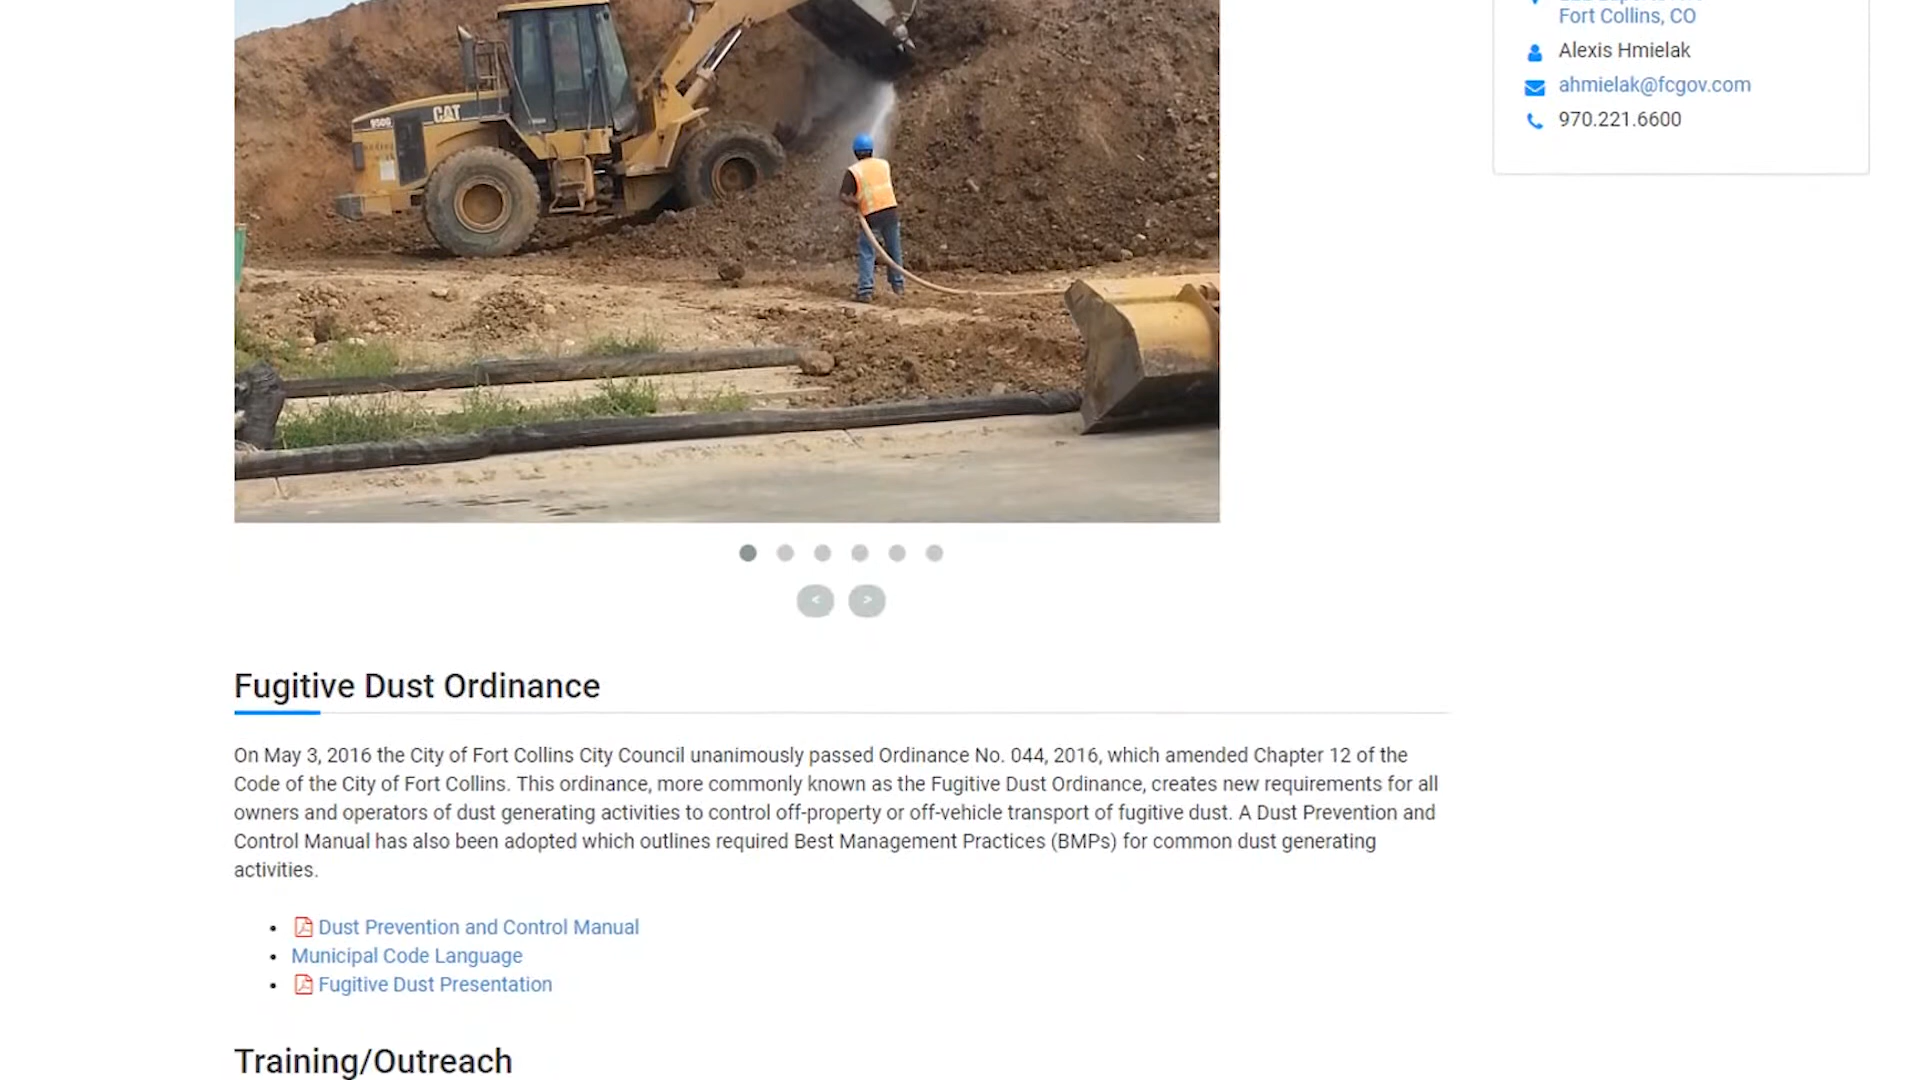 Fort Collins, CO
Alexis Hmielak
ahmielak@fcgov.com
970.221.6600
950G
CAT
< >
Fugitive Dust Ordinance
On May 3, 2016 the City of Fort Collins City Council unanimously passed Ordinance No. 044, 2016, which amended Chapter 12 of the
Code of the City of Fort Collins. This ordinance, more commonly known as the Fugitive Dust Ordinance, creates new requirements for all
owners and operators of dust generating activities to control off-property or off-vehicle transport of fugitive dust. A Dust Prevention and
Control Manual has also been adopted which outlines required Best Management Practices (BMPs) for common dust generating
activities.
• Dust Prevention and Control Manual
• Municipal Code Language
• Fugitive Dust Presentation
Training/Outreach